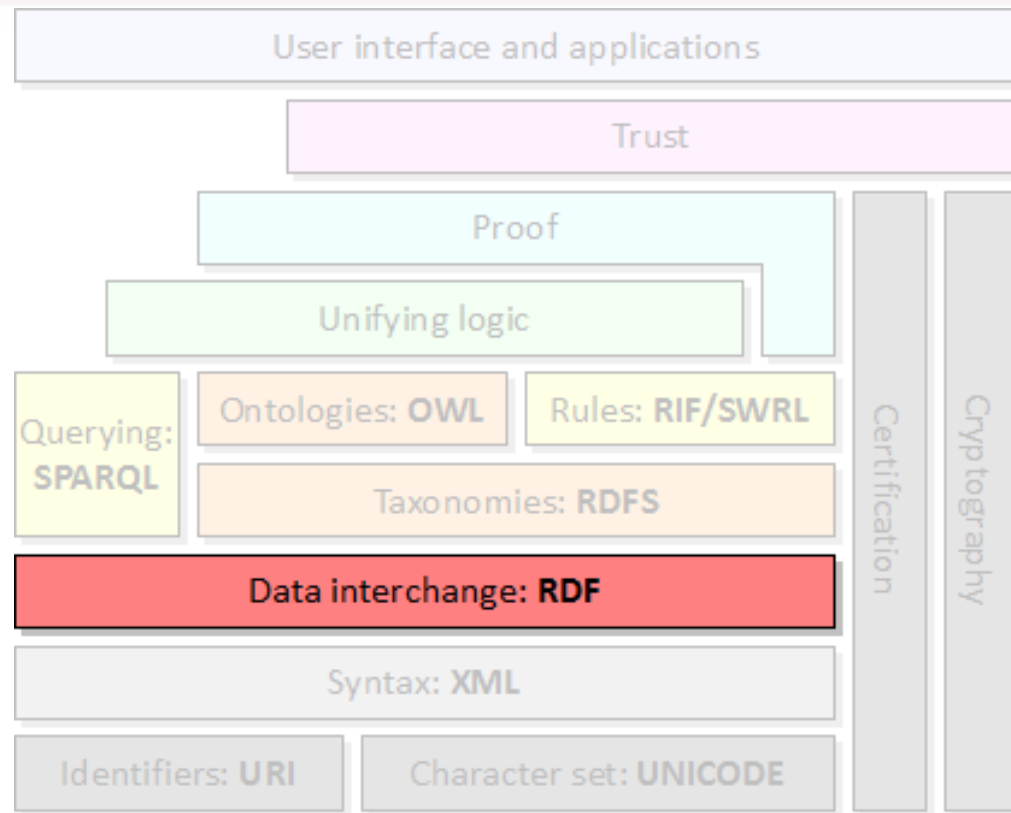 User interface and applications
Trust
Proof
Unifying logic
Querying:
SPARQL
Ontologies: OWL
Rules: RIF/SWRL
Taxonomies: RDFS
Data interchange: RDF
Syntax: XML
Identifiers: URI
Character set: UNICODE
Certification
Cryptography